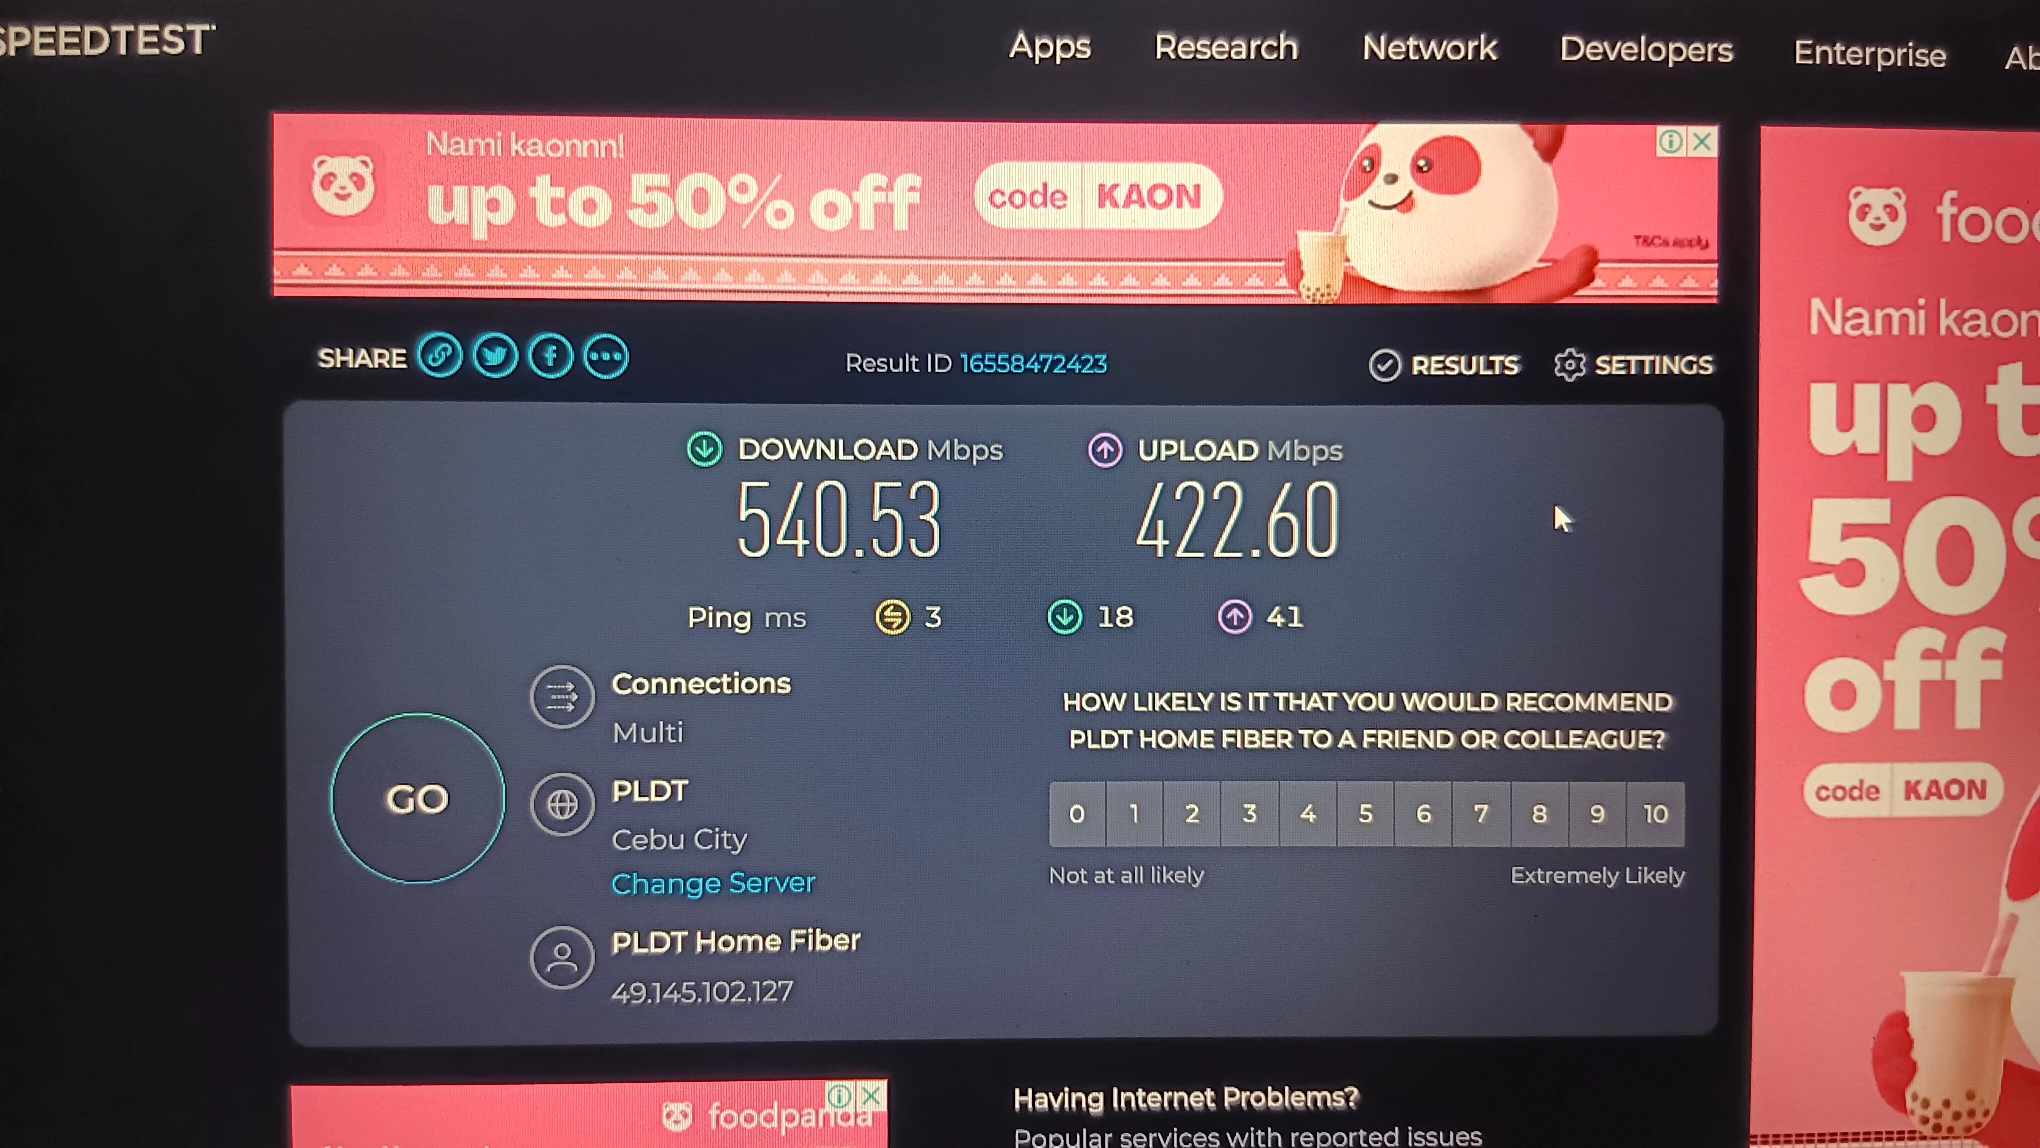 SPEEDTEST
Apps Research Network Developers Enterprise
Nami kaonnn!
up to 50% off
code KAON
T&Cs apply
SHARE
Result ID 16558472423
RESULTS SETTINGS
DOWNLOAD Mbps
540.53
UPLOAD Mbps
422.60
Ping ms 3 18 41
Connections
Multi
GO
PLDT
Cebu City
Change Server
PLDT Home Fiber
49.145.102.127
HOW LIKELY IS IT THAT YOU WOULD RECOMMEND
PLDT HOME FIBER TO A FRIEND OR COLLEAGUE?
0 1 2 3 4 5 6 7 8 9 10
Not at all likely Extremely Likely
foodpanda
Having Internet Problems?
Popular services with reported issues
foo
Nami kaon
up t
50%
off
code KAON